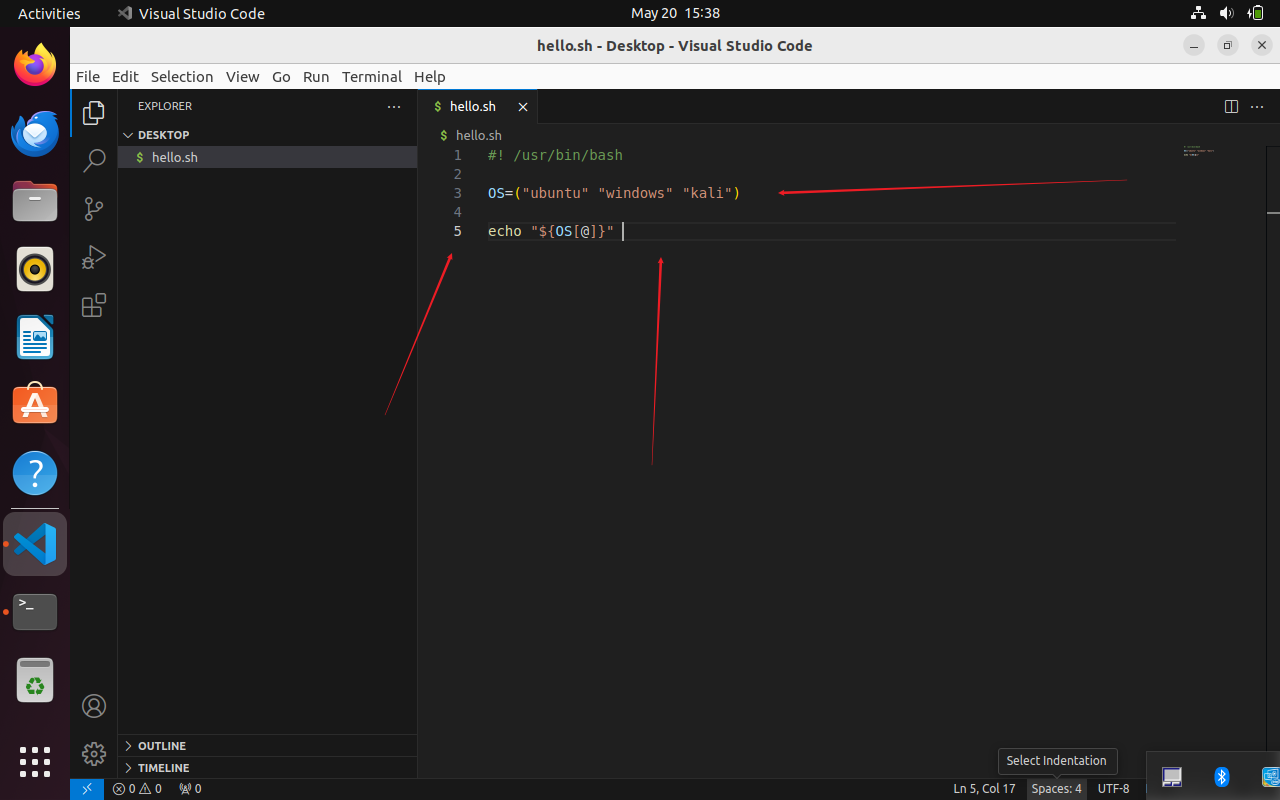 Activities
Visual Studio Code
May 20 15:38
hello.sh - Desktop - Visual Studio Code
File Edit Selection View Go Run Terminal Help
EXPLORER
DESKTOP
hello.sh
OUTLINE
TIMELINE
hello.sh
hello.sh
1 #! /usr/bin/bash
2
3 OS=("ubuntu" "windows" "kali")
4
5 echo "${OS[@]}"
Select Indentation
0 0 0
Ln 5, Col 17 Spaces: 4 UTF-8